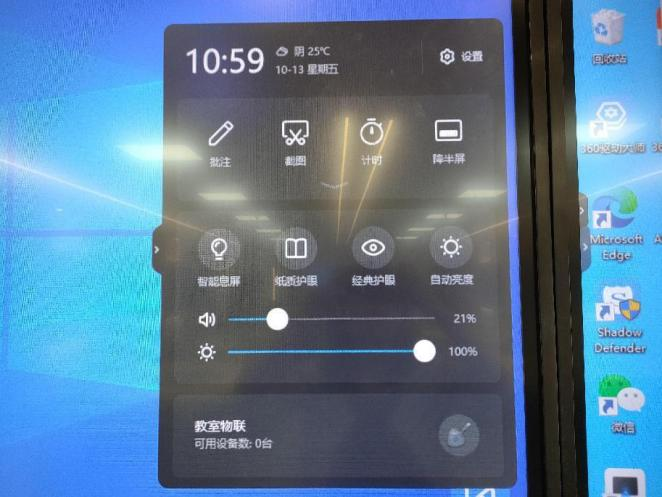 10:59
阴 25℃
10-13 星期五
设置
批注
截图
计时
降半屏
智能息屏
纸质护眼
经典护眼
自动亮度
21%
100%
教室物联
可用设备数: 0台
回收站
360驱动大师
Microsoft
Edge
Shadow
Defender
微信